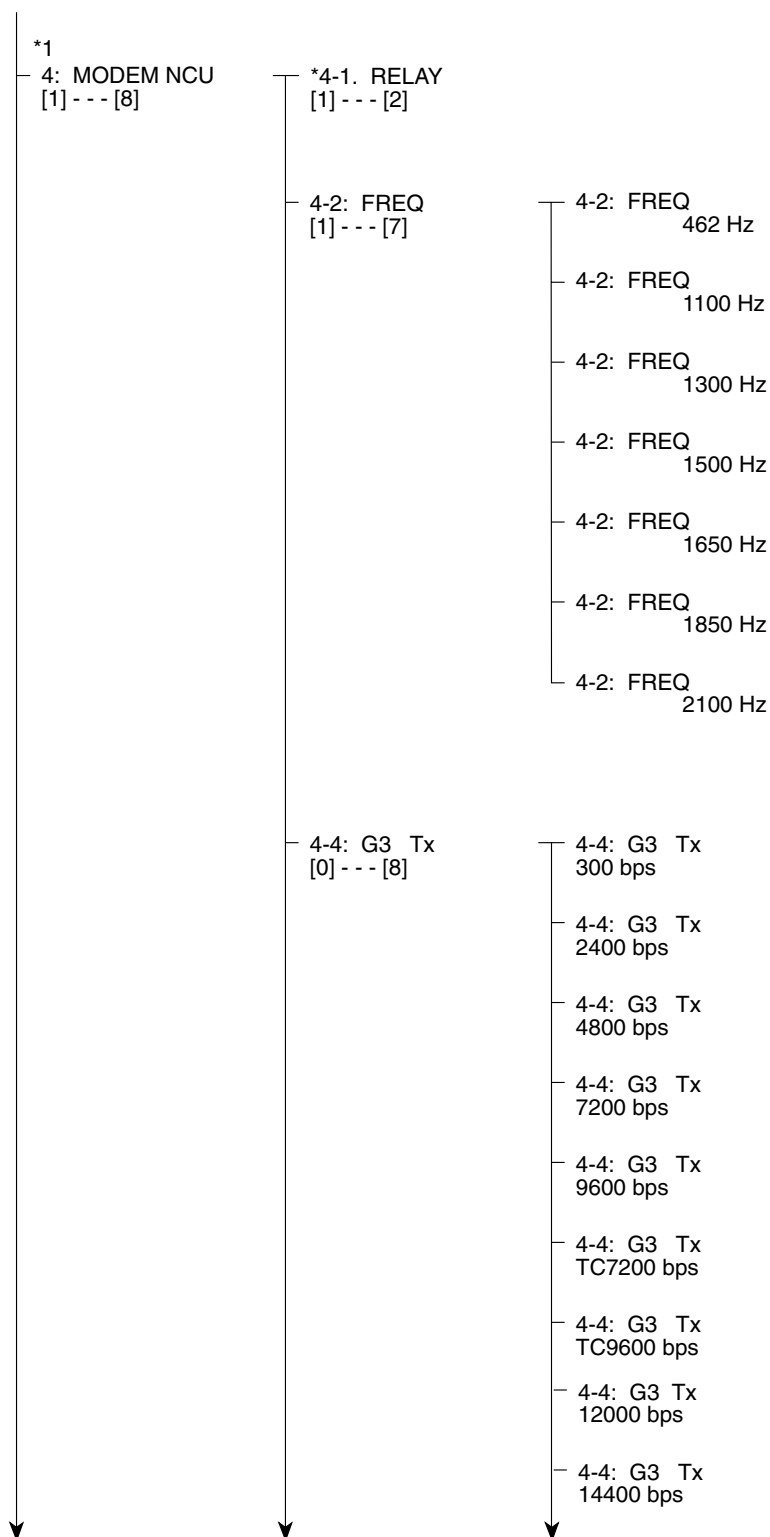 *1
4: MODEM NCU
[1] - - - [8]
*4-1. RELAY
[1] - - - [2]
4-2: FREQ
[1] - - - [7]
4-2: FREQ
462 Hz
4-2: FREQ
1100 Hz
4-2: FREQ
1300 Hz
4-2: FREQ
1500 Hz
4-2: FREQ
1650 Hz
4-2: FREQ
1850 Hz
4-2: FREQ
2100 Hz
4-4: G3 Tx
[0] - - - [8]
4-4: G3 Tx
300 bps
4-4: G3 Tx
2400 bps
4-4: G3 Tx
4800 bps
4-4: G3 Tx
7200 bps
4-4: G3 Tx
9600 bps
4-4: G3 Tx
TC7200 bps
4-4: G3 Tx
TC9600 bps
4-4: G3 Tx
12000 bps
4-4: G3 Tx
14400 bps